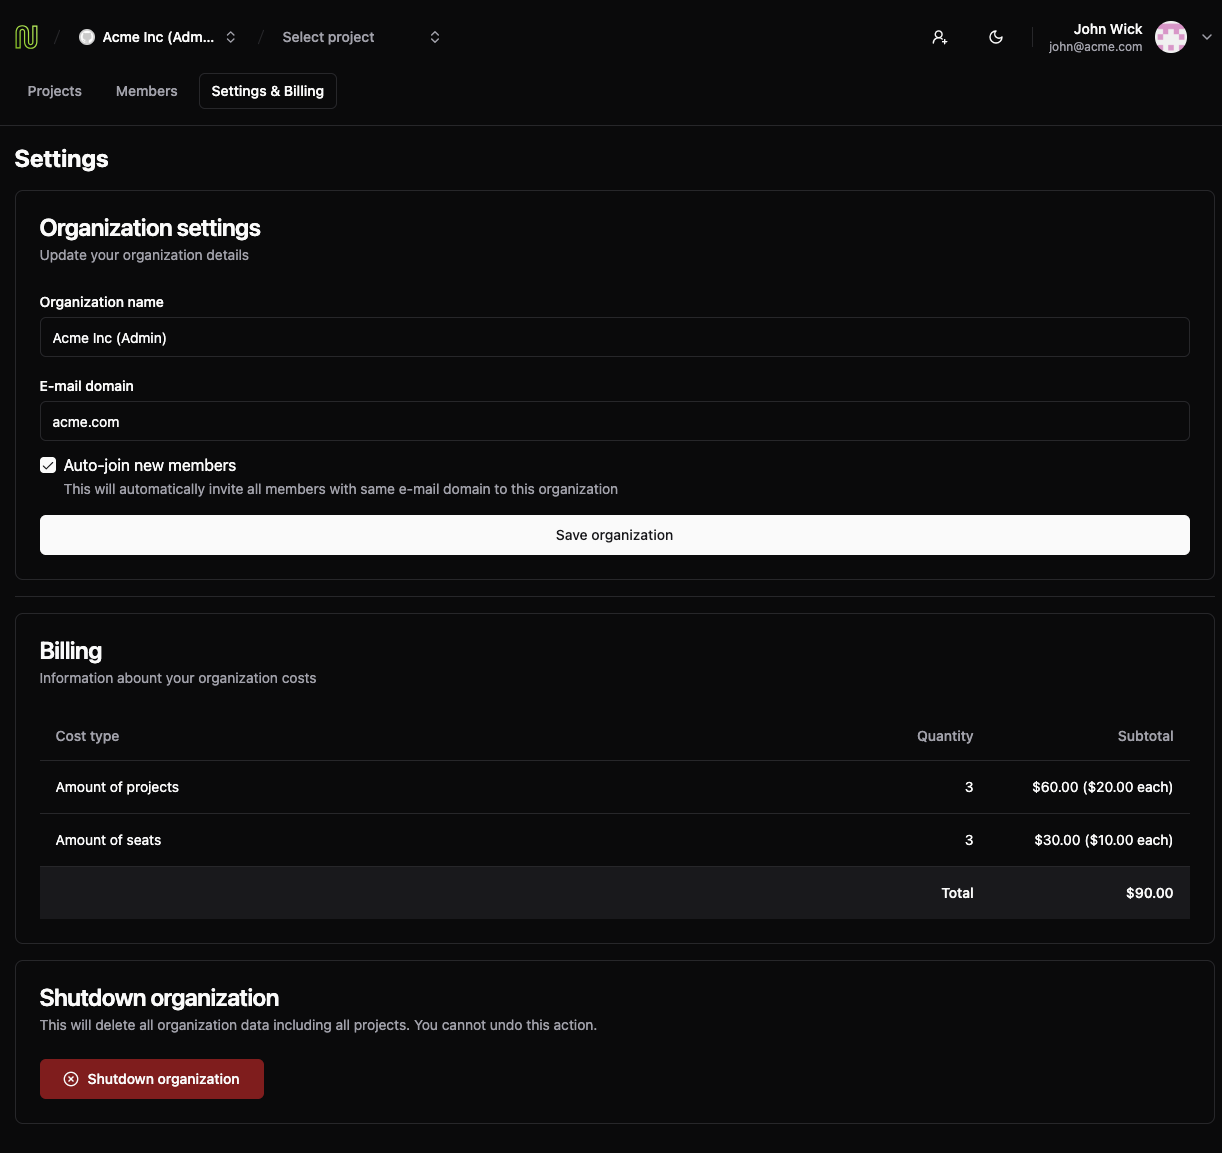 / Acme Inc (Adm... / Select project
John Wick
john@acme.com
Projects Members Settings & Billing
Settings
Organization settings
Update your organization details
Organization name
Acme Inc (Admin)
E-mail domain
acme.com
Auto-join new members
This will automatically invite all members with same e-mail domain to this organization
Save organization
Billing
Information abount your organization costs
Cost type Quantity Subtotal
Amount of projects 3 $60.00 ($20.00 each)
Amount of seats 3 $30.00 ($10.00 each)
Total $90.00
Shutdown organization
This will delete all organization data including all projects. You cannot undo this action.
Shutdown organization